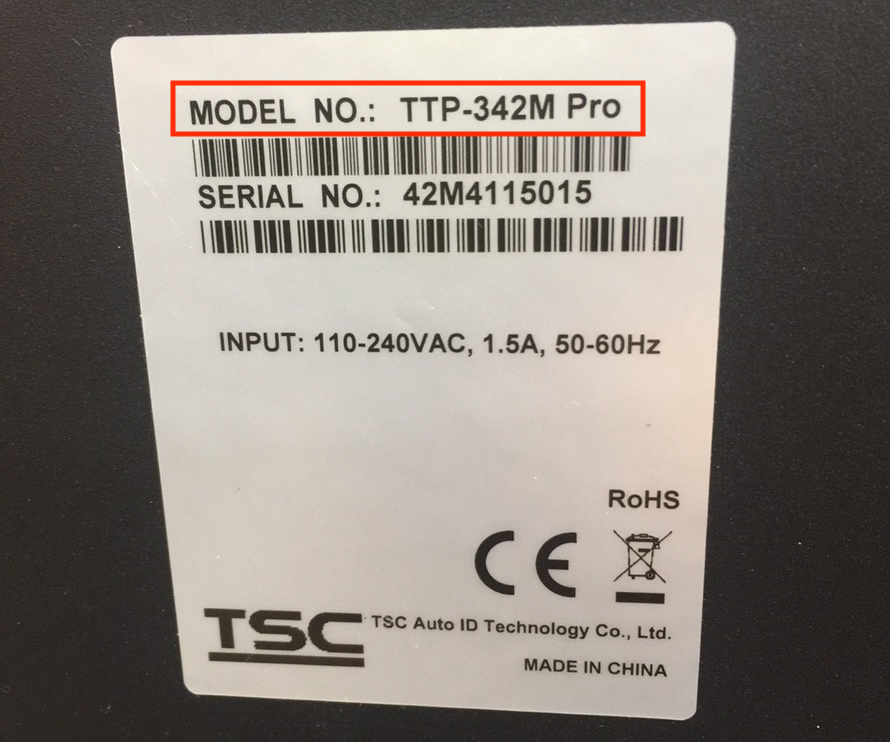 MODEL NO.: TTP-342M Pro
SERIAL NO.: 42M4115015
INPUT: 110-240VAC, 1.5A, 50-60Hz
RoHS
CE
TSC TSC Auto ID Technology Co., Ltd.
MADE IN CHINA